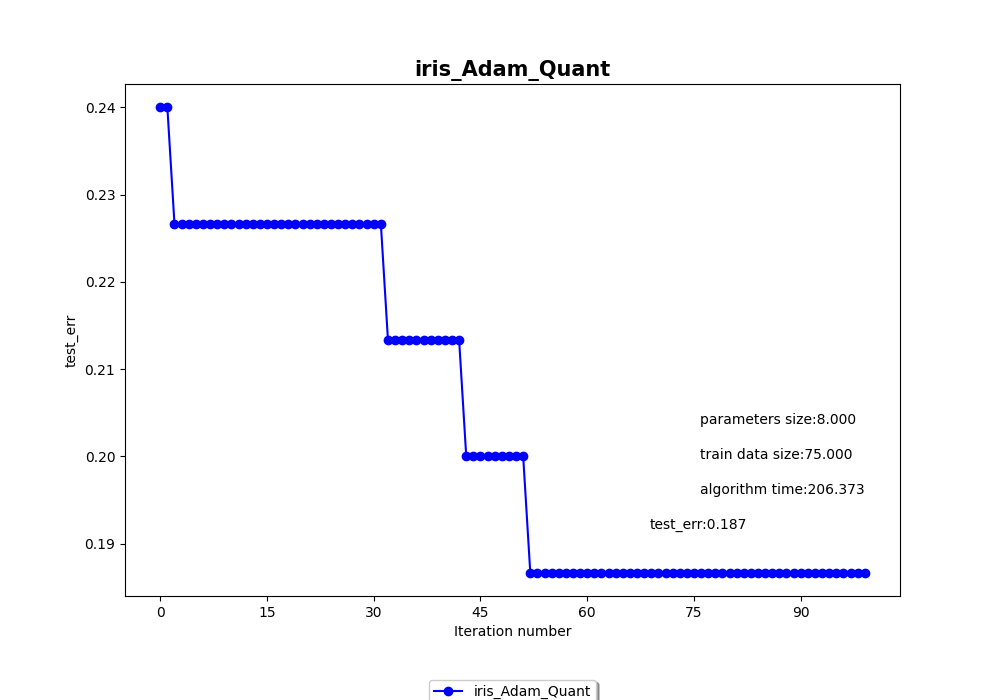 iris_Adam_Quant
0.24
0.23
0.22
0.21
0.20
0.19
test_err
parameters size:8.000
train data size:75.000
algorithm time:206.373
test_err:0.187
0 15 30 45 60 75 90
Iteration number
iris_Adam_Quant